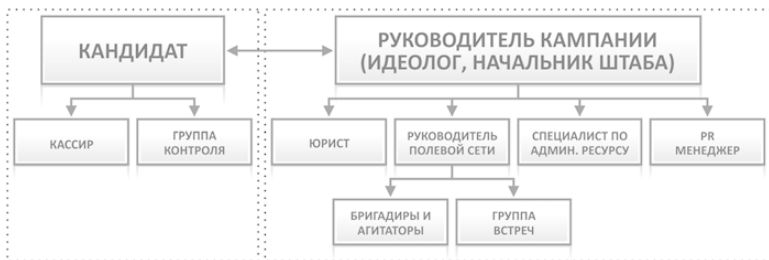 КАНДИДАТ
РУКОВОДИТЕЛЬ КАМПАНИИ
(ИДЕОЛОГ, НАЧАЛЬНИК ШТАБА)
КАССИР
ГРУППА
КОНТРОЛЯ
ЮРИСТ
РУКОВОДИТЕЛЬ
ПОЛЕВОЙ СЕТИ
СПЕЦИАЛИСТ ПО
АДМИН. РЕСУРСУ
PR
МЕНЕДЖЕР
БРИГАДИРЫ И
АГИТАТОРЫ
ГРУППА
ВСТРЕЧ